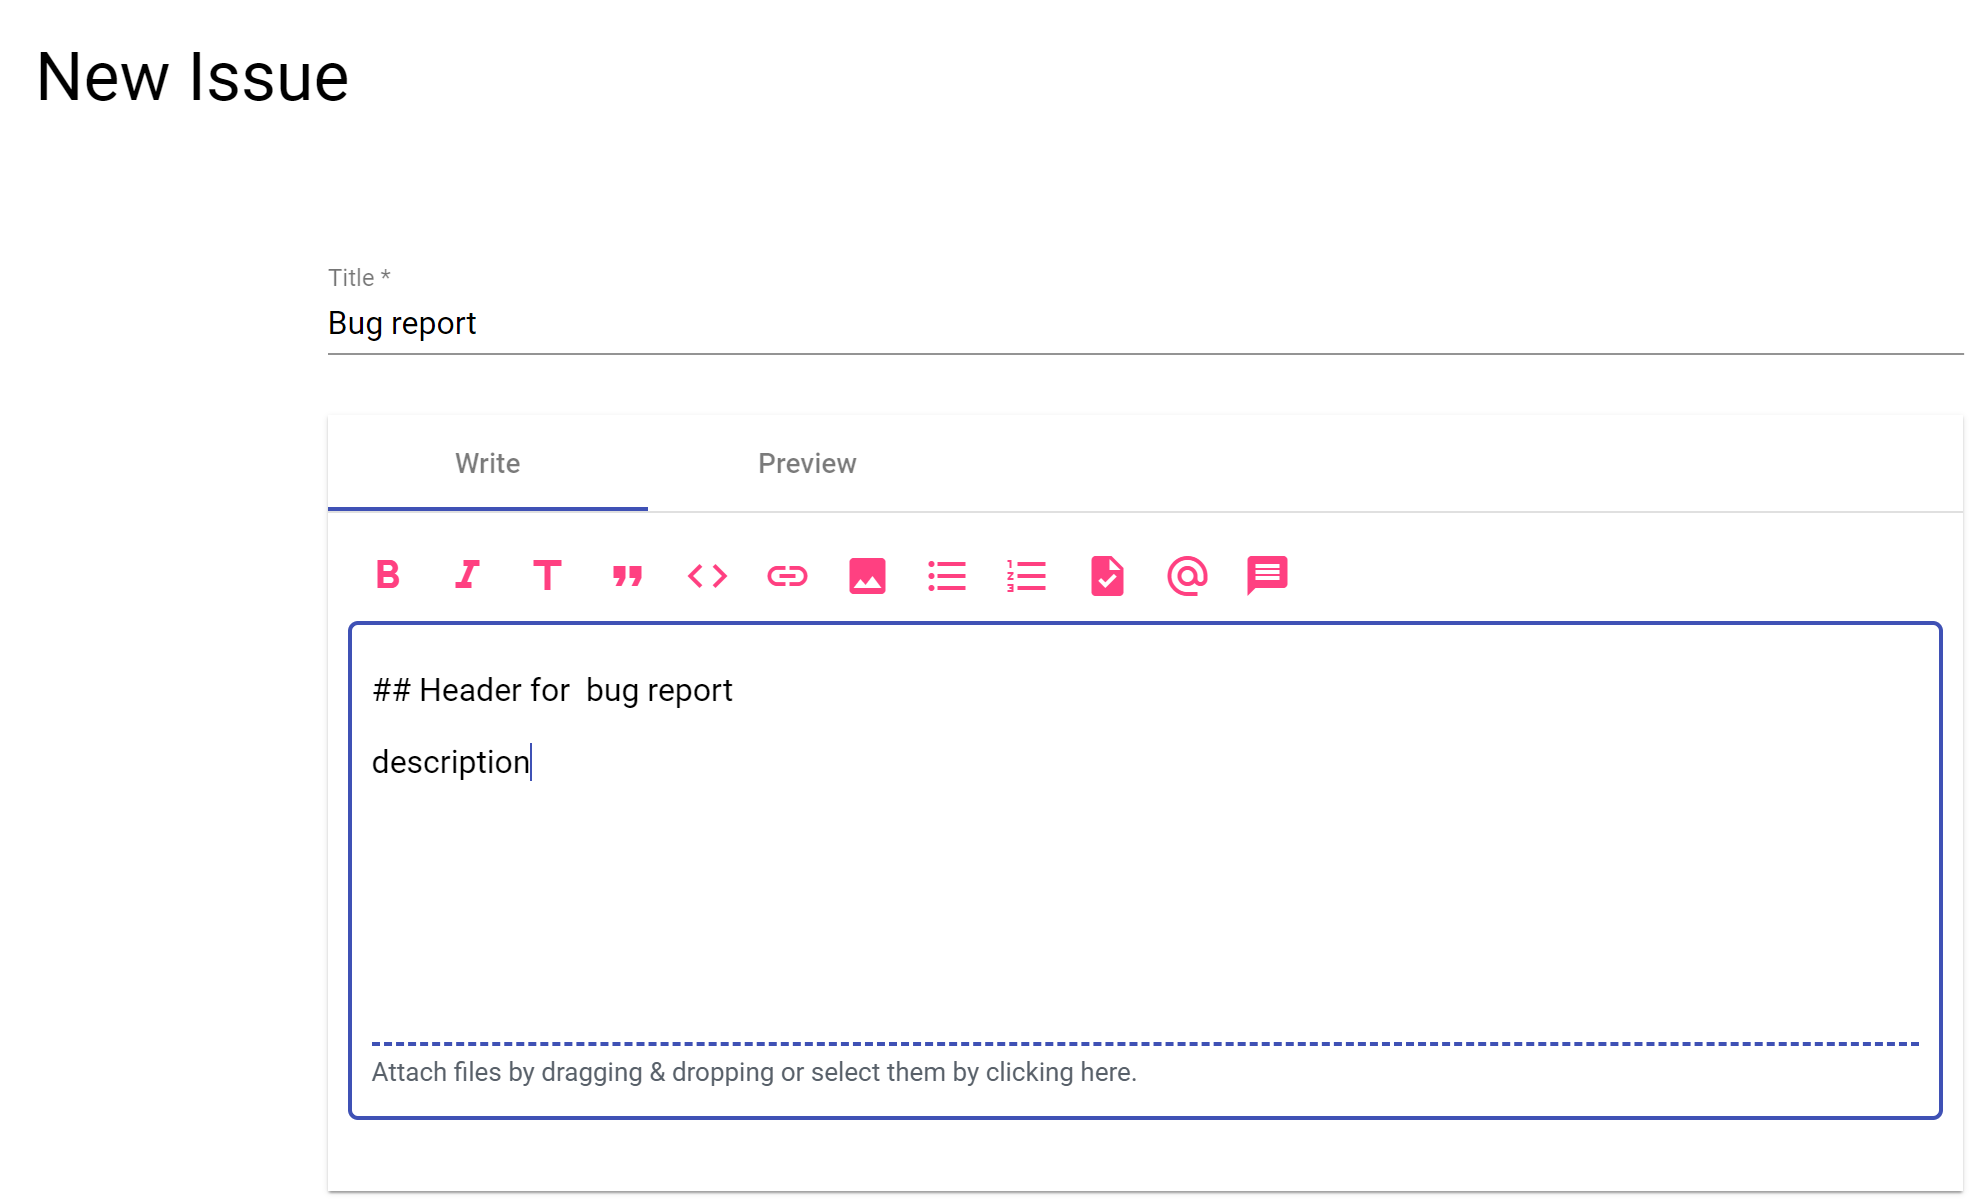 New Issue
Title *
Bug report
Write Preview
## Header for  bug report
description
Attach files by dragging & dropping or select them by clicking here.